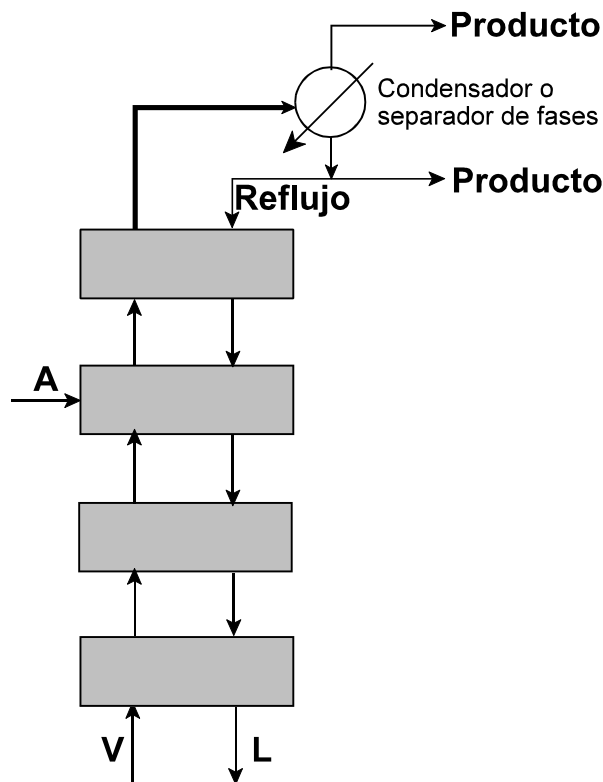 Producto
Condensador o
separador de fases
Producto
Reflujo
A
V
L